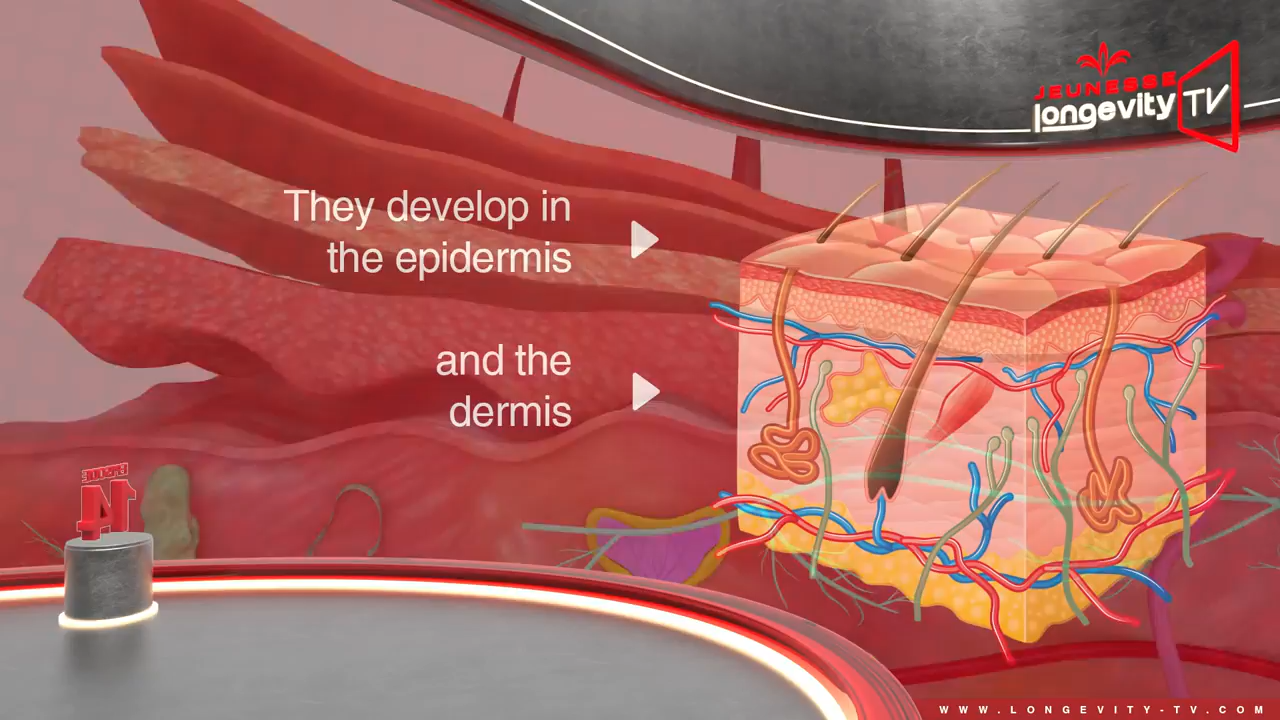 JEUNESSE
longevity TV
They develop in
the epidermis
and the
dermis
WWW.LONGEVITY-TV.COM